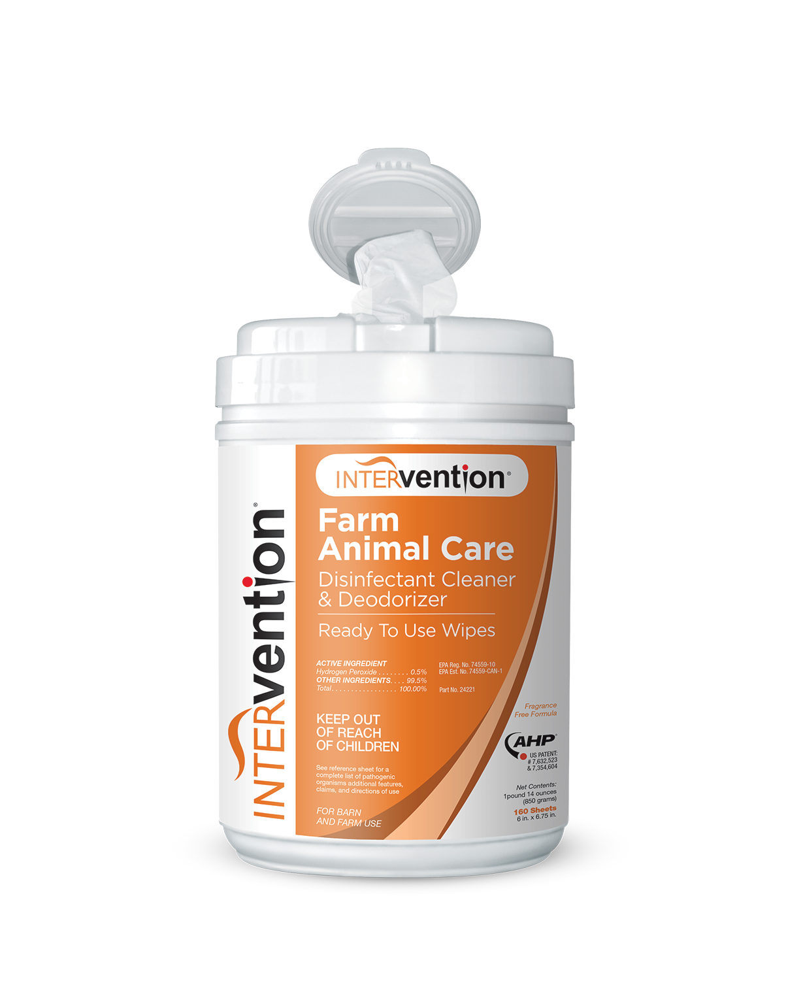 INTERvention®
INTERvention®
Farm
Animal Care
Disinfectant Cleaner
& Deodorizer
Ready To Use Wipes
ACTIVE INGREDIENT
Hydrogen Peroxide . . . . . . . . 0.5%
OTHER INGREDIENTS. . . . 99.5%
Total. . . . . . . . . . . . . . . . 100.00%
EPA Reg. No. 74559-10
EPA Est. No. 74559-CAN-1
Part No. 24221
KEEP OUT
OF REACH
OF CHILDREN
See reference sheet for a
complete list of pathogenic
organisms additional features,
claims, and directions of use
FOR BARN
AND FARM USE
Fragrance
Free Formula
AHP®
US PATENT:
# 7,632,523
& 7,354,604
Net Contents:
1pound 14 ounces
(850 grams)
160 Sheets
6 in. x 6.75 in.